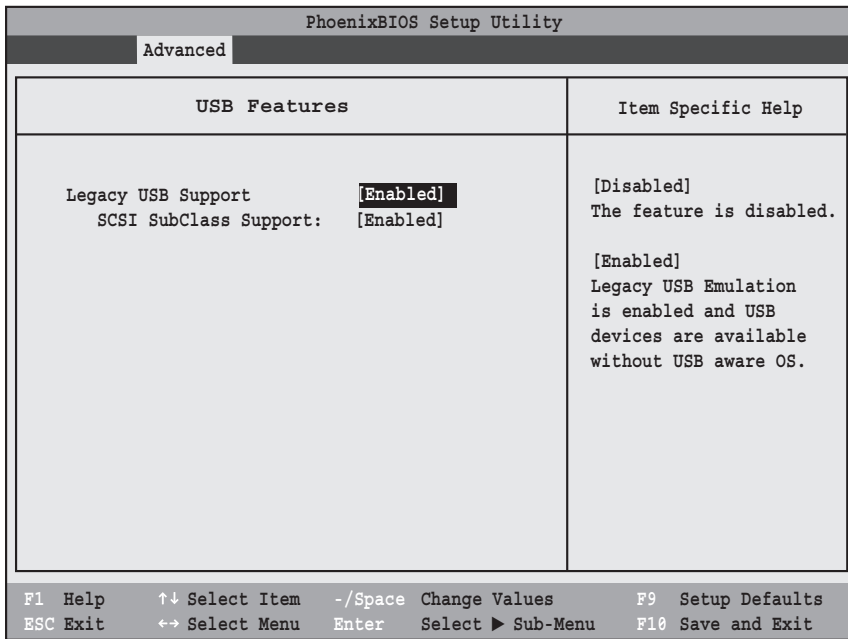 PhoenixBIOS Setup Utility
Advanced
USB Features
Item Specific Help
Legacy USB Support [Enabled]
SCSI SubClass Support: [Enabled]
[Disabled]
The feature is disabled.
[Enabled]
Legacy USB Emulation
is enabled and USB
devices are available
without USB aware OS.
F1 Help ↑↓ Select Item -/Space Change Values F9 Setup Defaults
ESC Exit ←→ Select Menu Enter Select ▶ Sub-Menu F10 Save and Exit